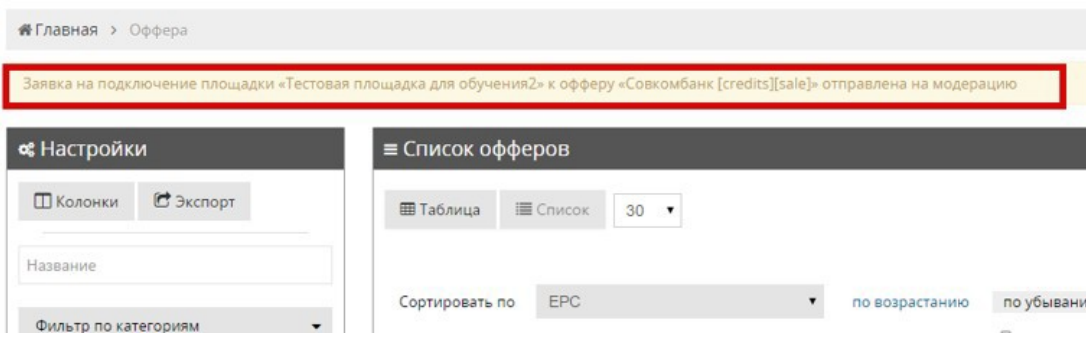 Главная > Оффера
Заявка на подключение площадки «Тестовая площадка для обучения2» к офферу «Совкомбанк [credits][sale]» отправлена на модерацию
Настройки
Колонки Экспорт
Название
Фильтр по категориям
Список офферов
Таблица Список 30
Сортировать по EPC по возрастанию по убывани